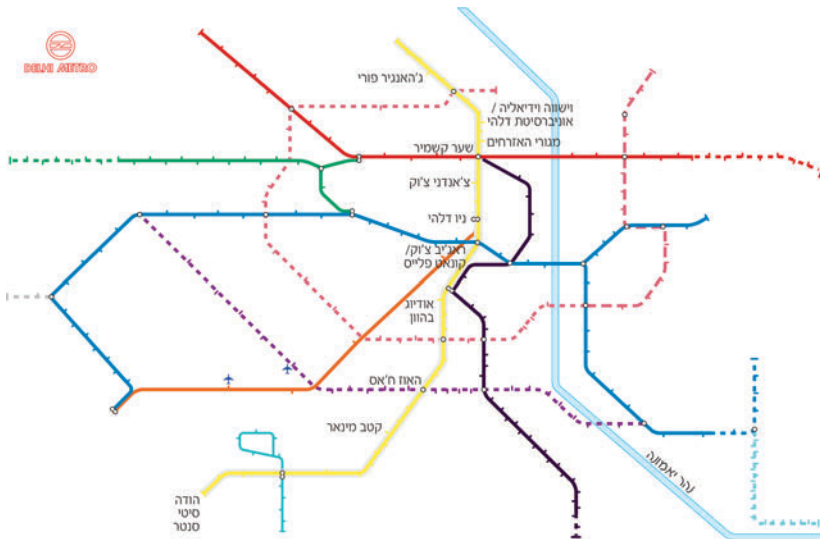 DELHI METRO
ג'האנגיר פורי
וישווה וידיאליה /
אוניברסיטת דלהי
מגורי האזרחים
שער קשמיר
צ'אנדני צ'וק
ניו דלהי
ראג'יב צ'וק/
קונאט פלייס
אודיוג
בהוון
האוז ח'אס
קטב מינאר
הודה
סיטי
סנטר
נהר יאמונה